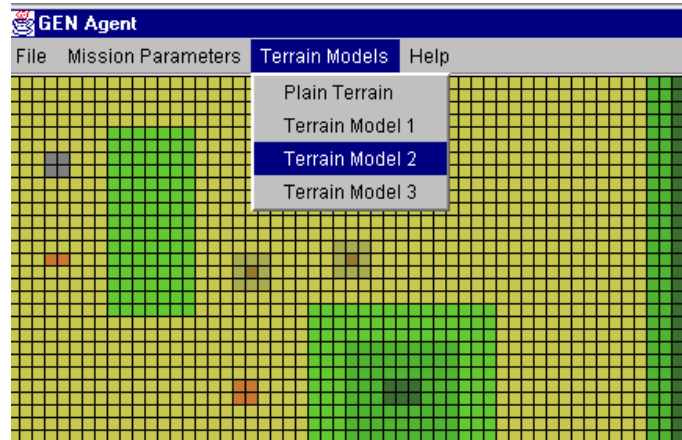 GEN Agent
File Mission Parameters Terrain Models Help
Plain Terrain
Terrain Model 1
Terrain Model 2
Terrain Model 3